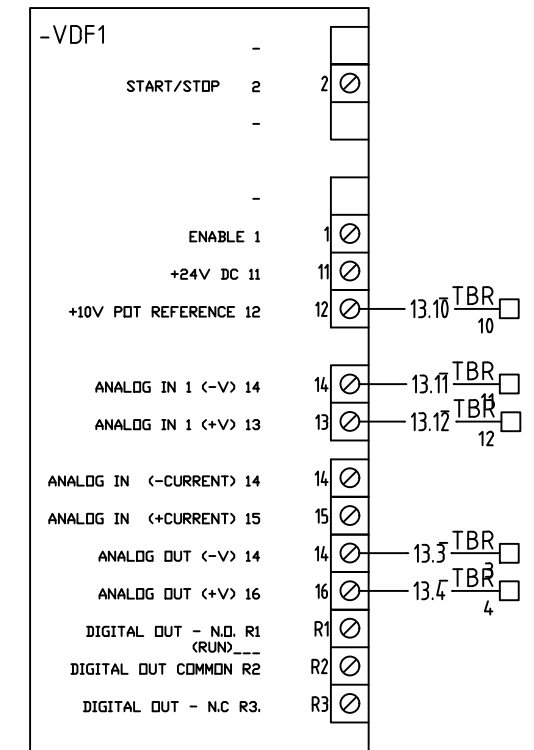 -VDF1
-
START/STOP 2 2
-
-
ENABLE 1 1
+24V DC 11 11
+10V POT REFERENCE 12 12 13.10 -TBR
10
ANALOG IN 1 (-V) 14 14 13.11 -TBR
11
ANALOG IN 1 (+V) 13 13 13.12 -TBR
12
ANALOG IN (-CURRENT) 14 14
ANALOG IN (+CURRENT) 15 15
ANALOG OUT (-V) 14 14 13.3 -TBR
3
ANALOG OUT (+V) 16 16 13.4 -TBR
4
DIGITAL OUT - N.O. R1 R1
(RUN)___
DIGITAL OUT COMMON R2 R2
DIGITAL OUT - N.C R3. R3